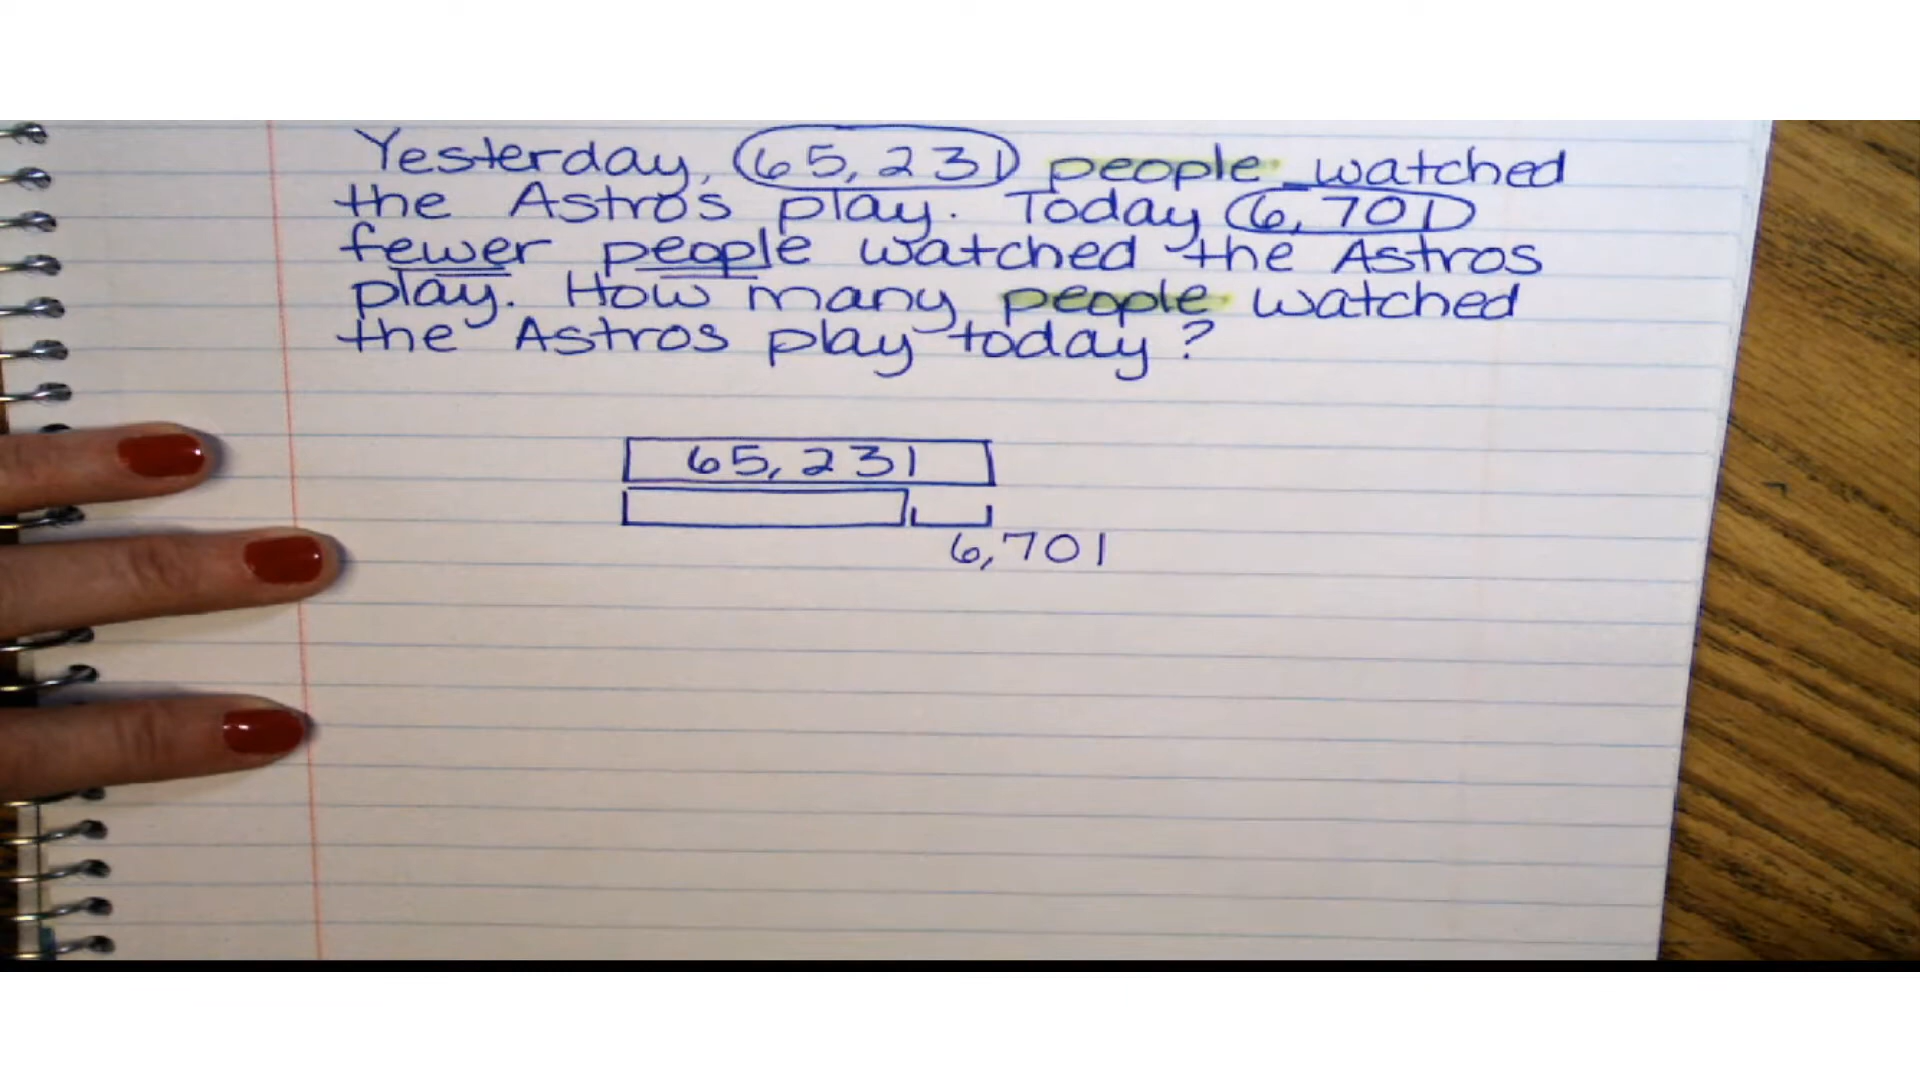 Yesterday, 65,231 people watched
the Astros play. Today 6,701
fewer people watched the Astros
play. How many people watched
the Astros play today?
65,231
6,701